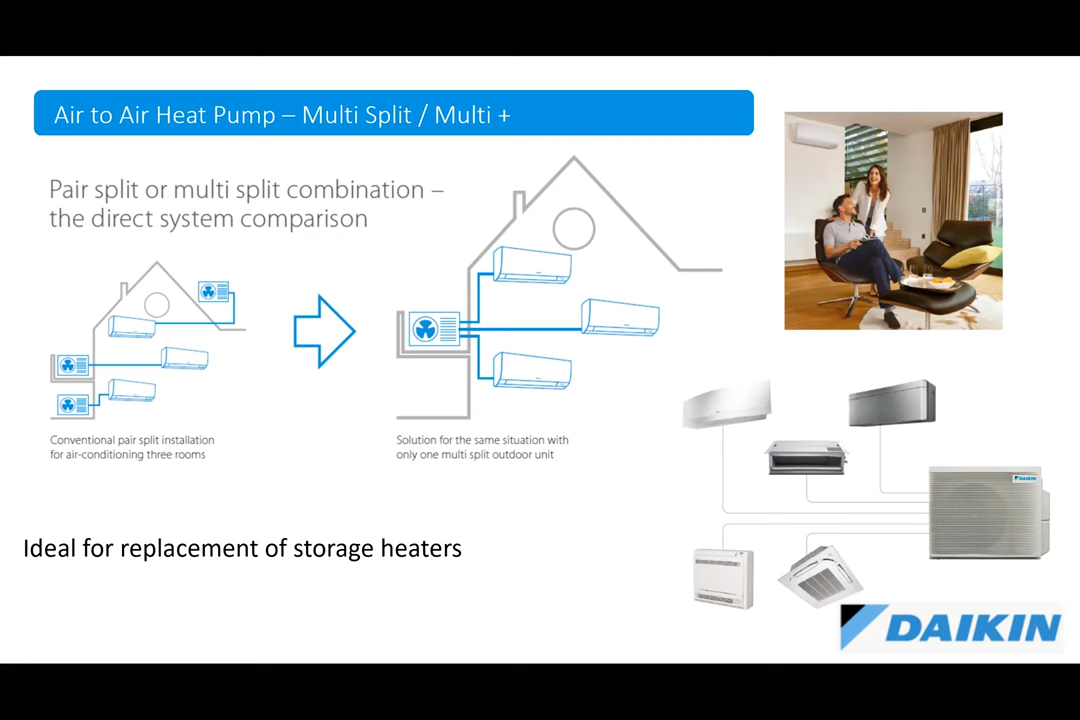 Air to Air Heat Pump – Multi Split / Multi +
Pair split or multi split combination –
the direct system comparison
Conventional pair split installation
for air-conditioning three rooms
Solution for the same situation with
only one multi split outdoor unit
Ideal for replacement of storage heaters
DAIKIN
DAIKIN